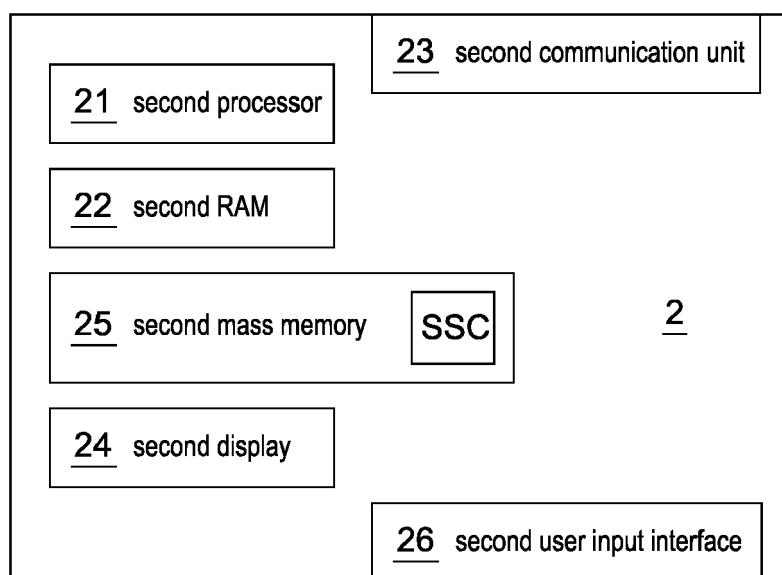 23 second communication unit
21 second processor
22 second RAM
25 second mass memory SSC
2
24 second display
26 second user input interface